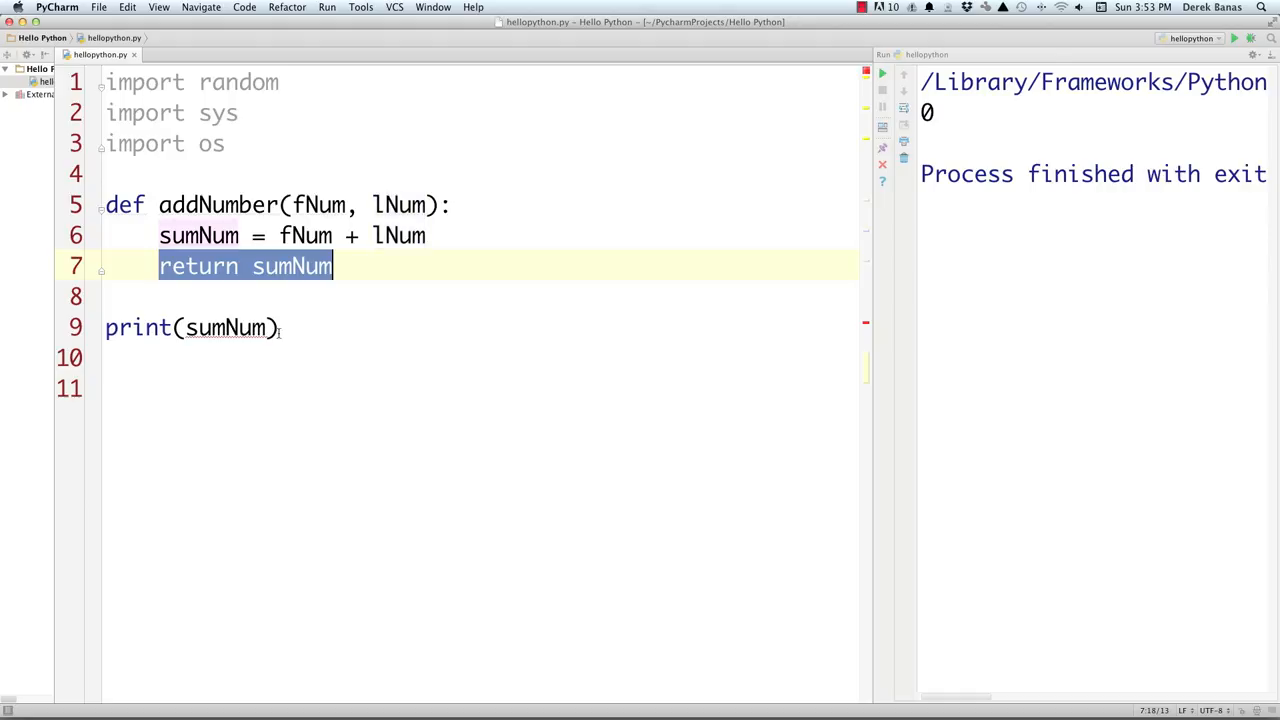 PyCharm File Edit View Navigate Code Refactor Run Tools VCS Window Help 10 Sun 3:53 PM Derek Banas
hellopython.py - Hello Python - [~/PycharmProjects/Hello Python]
Hello Python hellopython.py hellopython
hellopython.py Run hellopython
Hello P
hell
Externa
1 import random
2 import sys
3 import os
4
5 def addNumber(fNum, lNum):
6 sumNum = fNum + lNum
7 return sumNum
8
9 print(sumNum)
10
11
/Library/Frameworks/Python
0
Process finished with exit
7:18/13 LF UTF-8